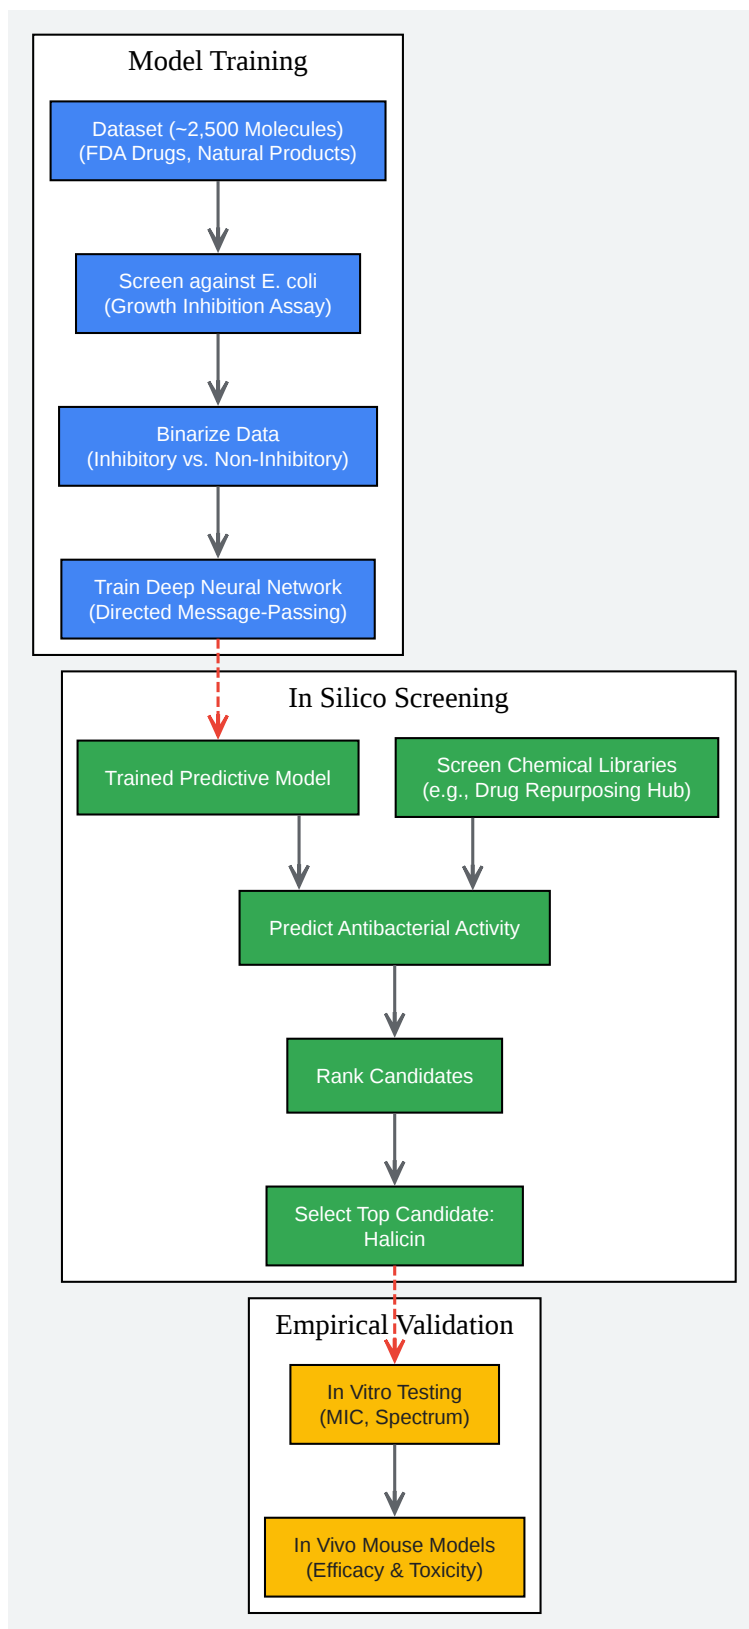 Model Training
Dataset (~2,500 Molecules)
(FDA Drugs, Natural Products)
Screen against E. coli
(Growth Inhibition Assay)
Binarize Data
(Inhibitory vs. Non-Inhibitory)
Train Deep Neural Network
(Directed Message-Passing)
In Silico Screening
Trained Predictive Model
Screen Chemical Libraries
(e.g., Drug Repurposing Hub)
Predict Antibacterial Activity
Rank Candidates
Select Top Candidate:
Halicin
Empirical Validation
In Vitro Testing
(MIC, Spectrum)
In Vivo Mouse Models
(Efficacy & Toxicity)